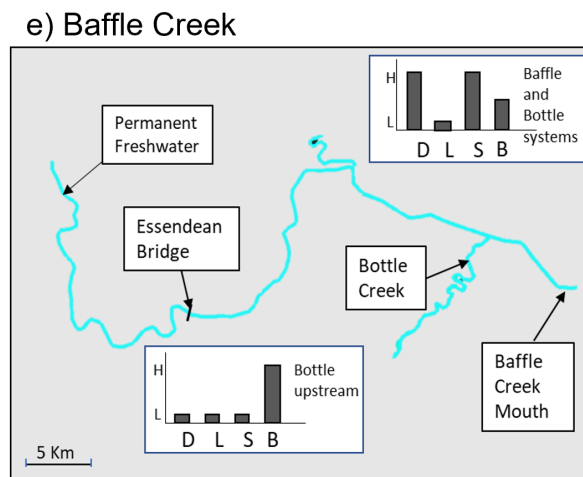 e) Baffle Creek
Permanent
Freshwater
Essendean
Bridge
H
L
D L S B
Baffle
and
Bottle
systems
Bottle
Creek
Baffle
Creek
Mouth
H
L
D L S B
Bottle
upstream
5 Km